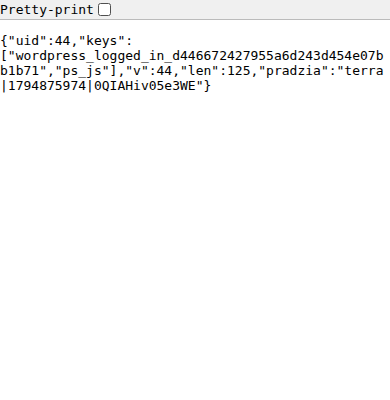 Pretty-print
{"uid":44,"keys":
["wordpress_logged_in_d446672427955a6d243d454e07b
b1b71","ps_js"],"v":44,"len":125,"pradzia":"terra
|1794875974|0QIAHiv05e3WE"}